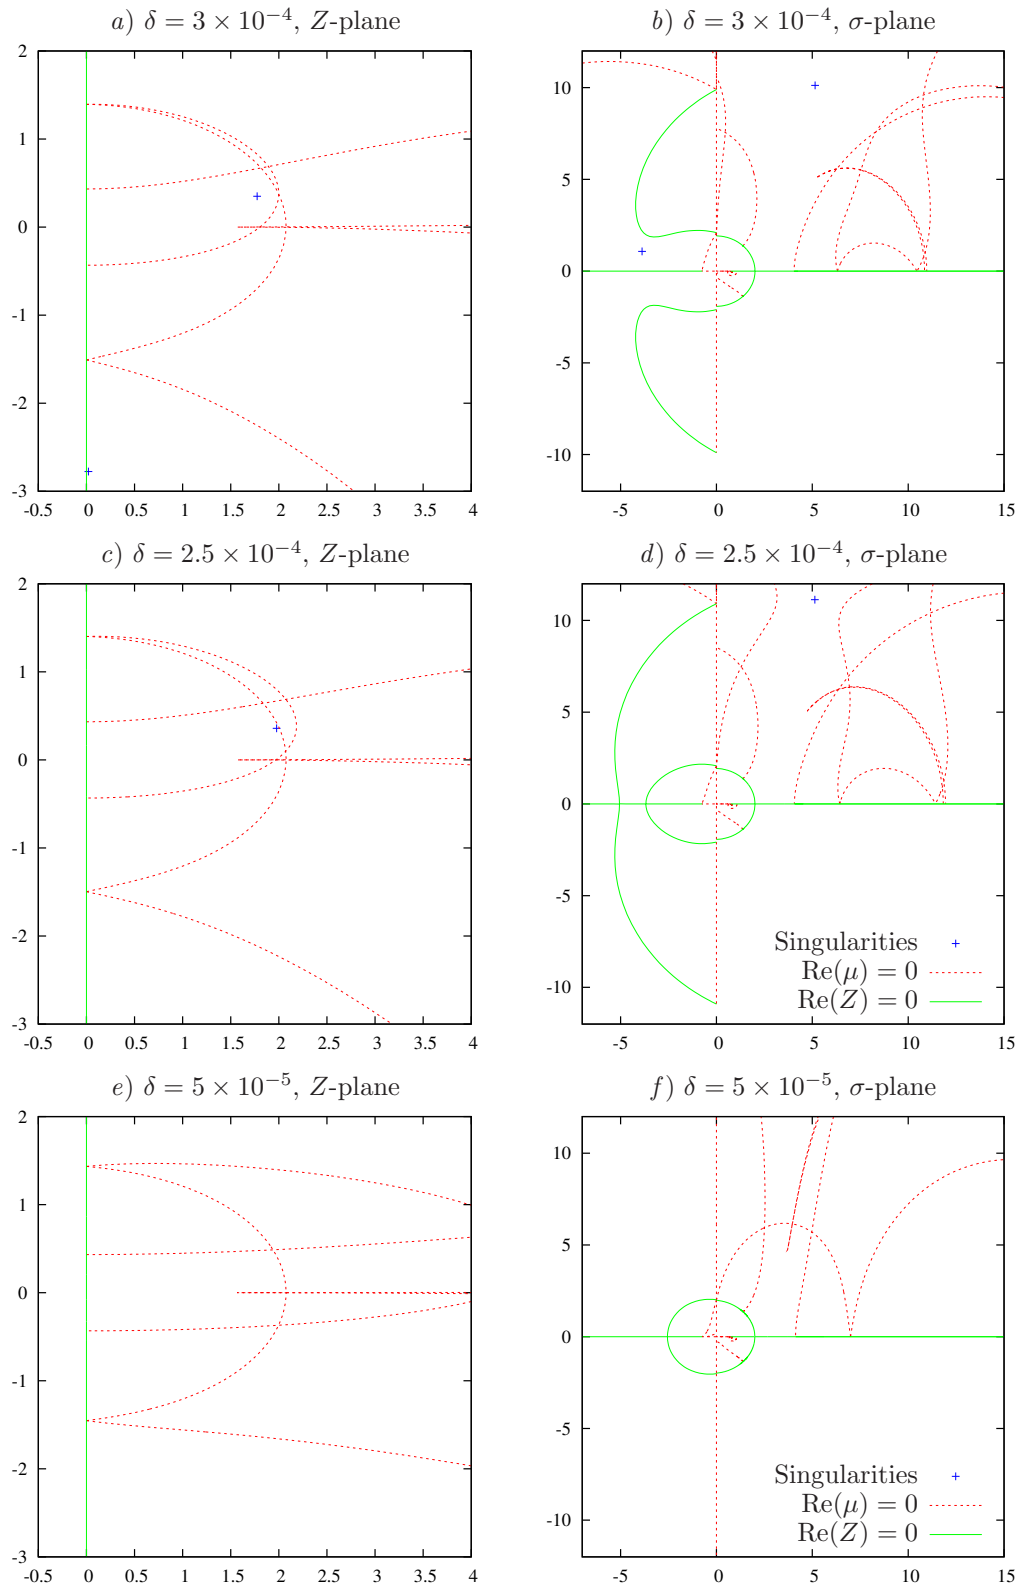 a) δ = 3 × 10⁻⁴, Z-plane
b) δ = 3 × 10⁻⁴, σ-plane
2
1
0
-1
-2
-3
-0.5 0 0.5 1 1.5 2 2.5 3 3.5 4
10
5
0
-5
-10
-5 0 5 10 15
c) δ = 2.5 × 10⁻⁴, Z-plane
d) δ = 2.5 × 10⁻⁴, σ-plane
2
1
0
-1
-2
-3
-0.5 0 0.5 1 1.5 2 2.5 3 3.5 4
10
5
0
-5
-10
Singularities
Re(μ) = 0
Re(Z) = 0
-5 0 5 10 15
e) δ = 5 × 10⁻⁵, Z-plane
f) δ = 5 × 10⁻⁵, σ-plane
2
1
0
-1
-2
-3
-0.5 0 0.5 1 1.5 2 2.5 3 3.5 4
10
5
0
-5
-10
Singularities
Re(μ) = 0
Re(Z) = 0
-5 0 5 10 15